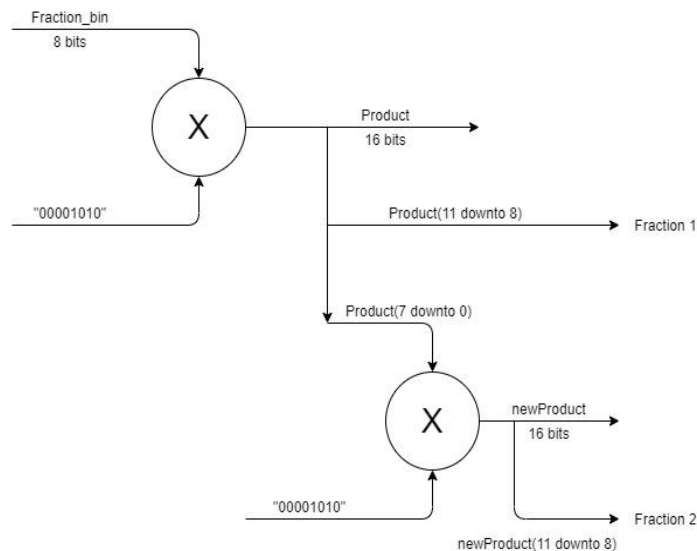 Fraction_bin
8 bits
X
Product
16 bits
"00001010"
Product(11 downto 8)
Fraction 1
Product(7 downto 0)
X
newProduct
16 bits
"00001010"
Fraction 2
newProduct(11 downto 8)